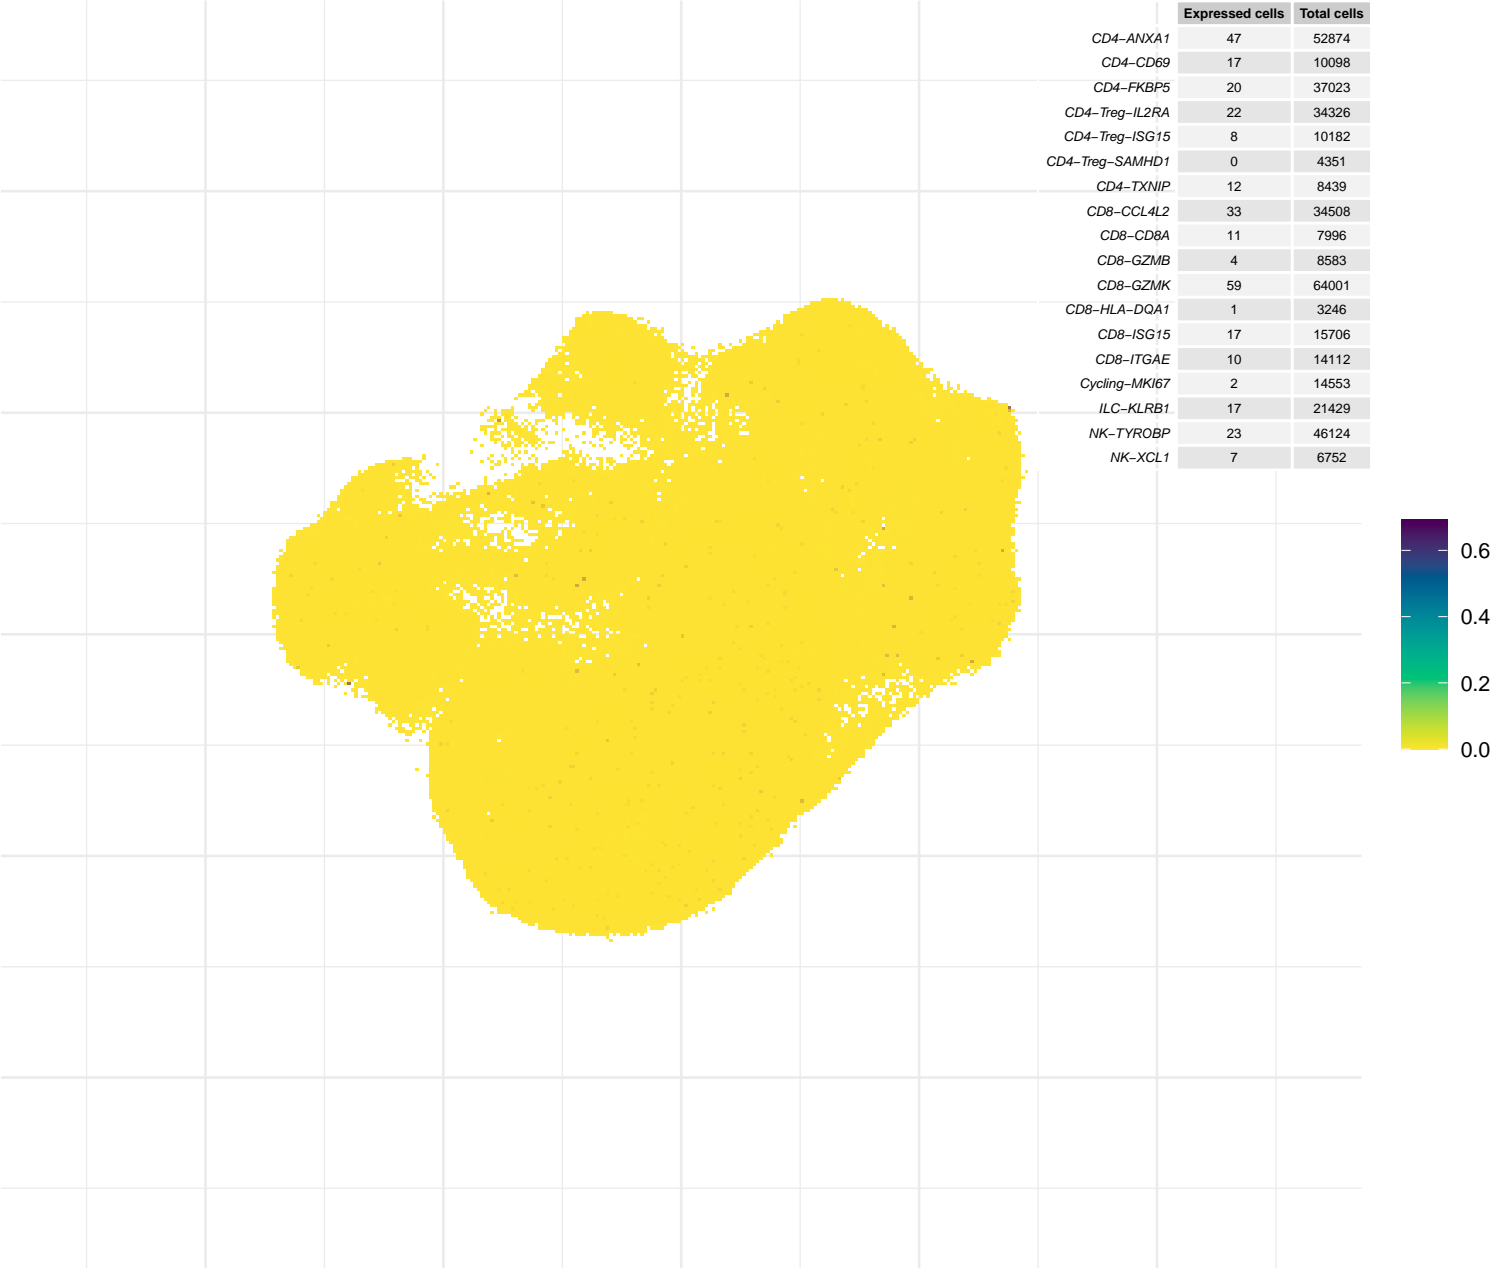 Expressed cells Total cells
CD4−ANXA1 47 52874
CD4−CD69 17 10098
CD4−FKBP5 20 37023
CD4−Treg−IL2RA 22 34326
CD4−Treg−ISG15 8 10182
CD4−Treg−SAMHD1 0 4351
CD4−TXNIP 12 8439
CD8−CCL4L2 33 34508
CD8−CD8A 11 7996
CD8−GZMB 4 8583
CD8−GZMK 59 64001
CD8−HLA−DQA1 1 3246
CD8−ISG15 17 15706
CD8−ITGAE 10 14112
Cycling−MKI67 2 14553
ILC−KLRB1 17 21429
NK−TYROBP 23 46124
NK−XCL1 7 6752
0.6
0.4
0.2
0.0